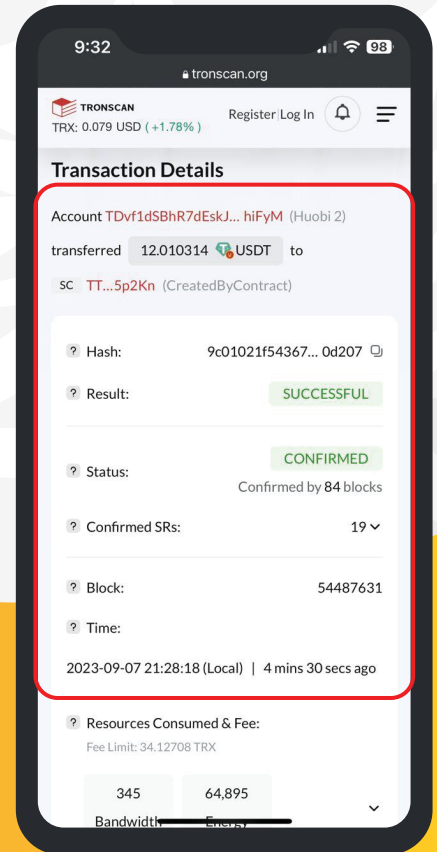 9:32
98
tronscan.org
TRONSCAN
TRX: 0.079 USD (+1.78%)
Register|Log In
Transaction Details
Account TDvf1dSBhR7dEskJ... hiFyM (Huobi 2)
transferred 12.010314 USDT to
SC TT...5p2Kn (CreatedByContract)
? Hash: 9c01021f54367... 0d207
? Result: SUCCESSFUL
? Status: CONFIRMED
Confirmed by 84 blocks
? Confirmed SRs: 19
? Block: 54487631
? Time:
2023-09-07 21:28:18 (Local) | 4 mins 30 secs ago
? Resources Consumed & Fee:
Fee Limit: 34.12708 TRX
345 64,895
Bandwidth Energy